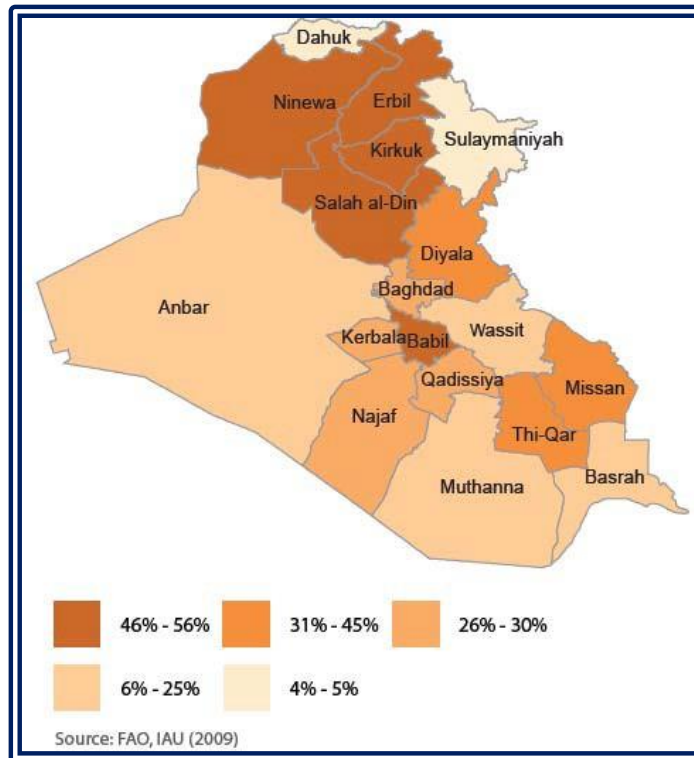 Dahuk
Ninewa
Erbil
Kirkuk
Sulaymaniyah
Salah al-Din
Diyala
Baghdad
Anbar
Wassit
Kerbala
Babil
Qadissiya
Missan
Najaf
Thi-Qar
Basrah
Muthanna
46% - 56%
31% - 45%
26% - 30%
6% - 25%
4% - 5%
Source: FAO, IAU (2009)